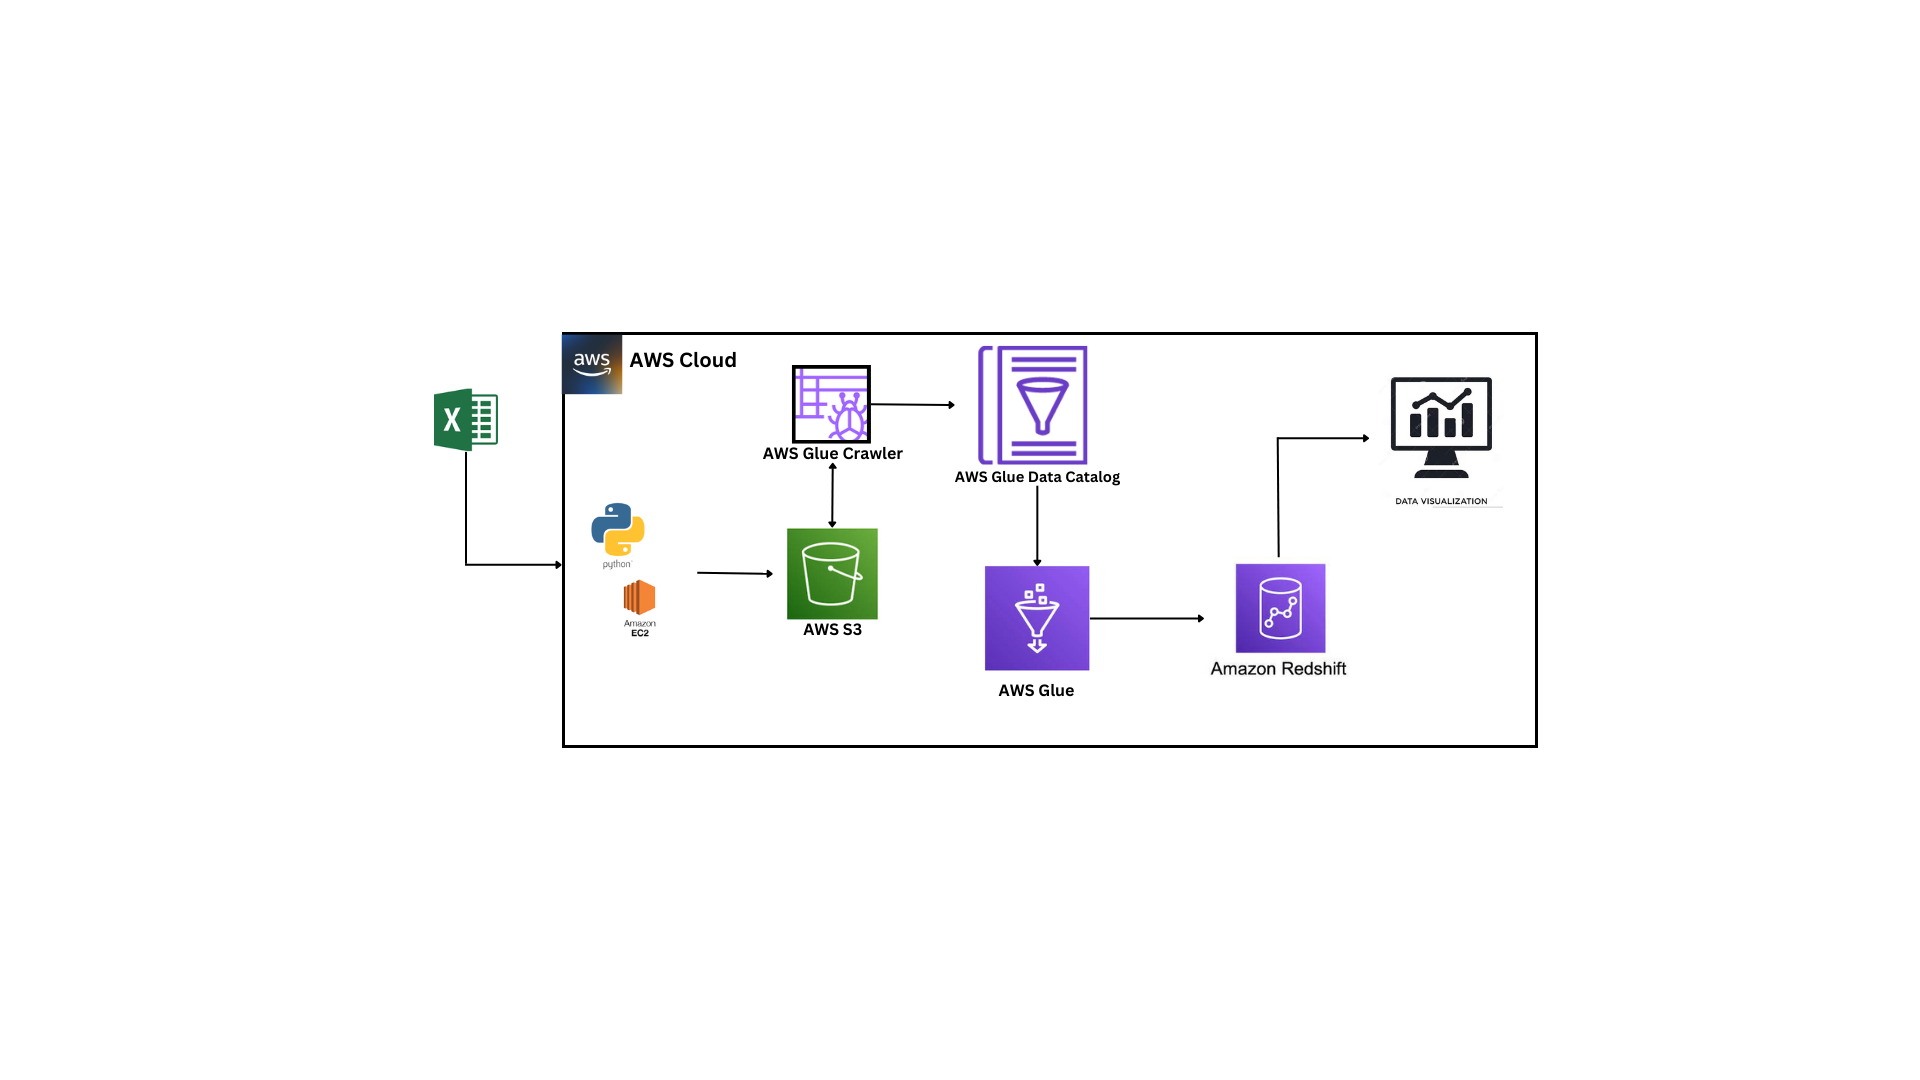 aws
AWS Cloud
X
AWS Glue Crawler
AWS Glue Data Catalog
DATA VISUALIZATION
python
Amazon
EC2
AWS S3
AWS Glue
Amazon Redshift